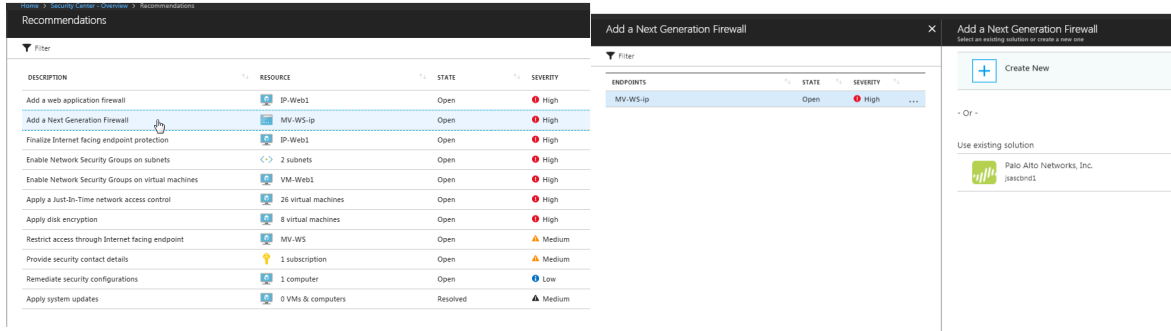 Home > Security Center - Overview > Recommendations
Recommendations
Filter
DESCRIPTION RESOURCE STATE SEVERITY
Add a web application firewall IP-Web1 Open High
Add a Next Generation Firewall MV-WS-ip Open High
Finalize Internet facing endpoint protection IP-Web1 Open High
Enable Network Security Groups on subnets 2 subnets Open High
Enable Network Security Groups on virtual machines VM-Web1 Open High
Apply a Just-In-Time network access control 26 virtual machines Open High
Apply disk encryption 8 virtual machines Open High
Restrict access through Internet facing endpoint MV-WS Open Medium
Provide security contact details 1 subscription Open Medium
Remediate security configurations 1 computer Open Low
Apply system updates 0 VMs & computers Resolved Medium
Add a Next Generation Firewall
Filter
ENDPOINTS STATE SEVERITY
MV-WS-ip Open High ...
Add a Next Generation Firewall
Select an existing solution or create a new one
Create New
- Or -
Use existing solution
Palo Alto Networks, Inc.
jsascbnd1